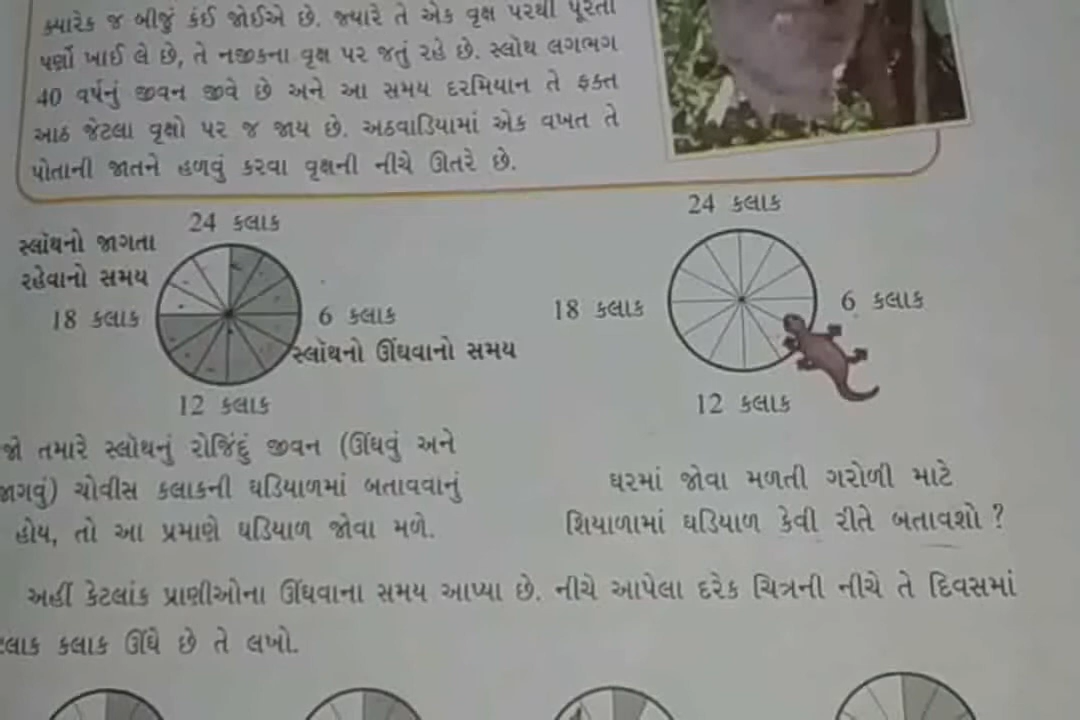 ક્યારેક જ બીજું કંઈ જોઈએ છે. જ્યારે તે એક વૃક્ષ પરથી પૂરતાં
પર્ણો ખાઈ લે છે, તે નજીકના વૃક્ષ પર જતું રહે છે. સ્લોથ લગભગ
40 વર્ષનું જીવન જીવે છે અને આ સમય દરમિયાન તે ફક્ત
આઠ જેટલા વૃક્ષો પર જ જાય છે. અઠવાડિયામાં એક વખત તે
પોતાની જાતને હળવું કરવા વૃક્ષની નીચે ઊતરે છે.
24 કલાક
સ્લૉથનો જાગતા
રહેવાનો સમય
18 કલાક
6 કલાક
સ્લૉથનો ઊંઘવાનો સમય
12 કલાક
24 કલાક
18 કલાક
6 કલાક
12 કલાક
જો તમારે સ્લૉથનું રોજિંદું જીવન (ઊંઘવું અને
જાગવું) ચોવીસ કલાકની ઘડિયાળમાં બતાવવાનું
હોય, તો આ પ્રમાણે ઘડિયાળ જોવા મળે.
ઘરમાં જોવા મળતી ગરોળી માટે
શિયાળામાં ઘડિયાળ કેવી રીતે બતાવશો ?
અહીં કેટલાંક પ્રાણીઓના ઊંઘવાના સમય આપ્યા છે. નીચે આપેલા દરેક ચિત્રની નીચે તે દિવસમાં
કલાક ઊંઘે છે તે લખો.